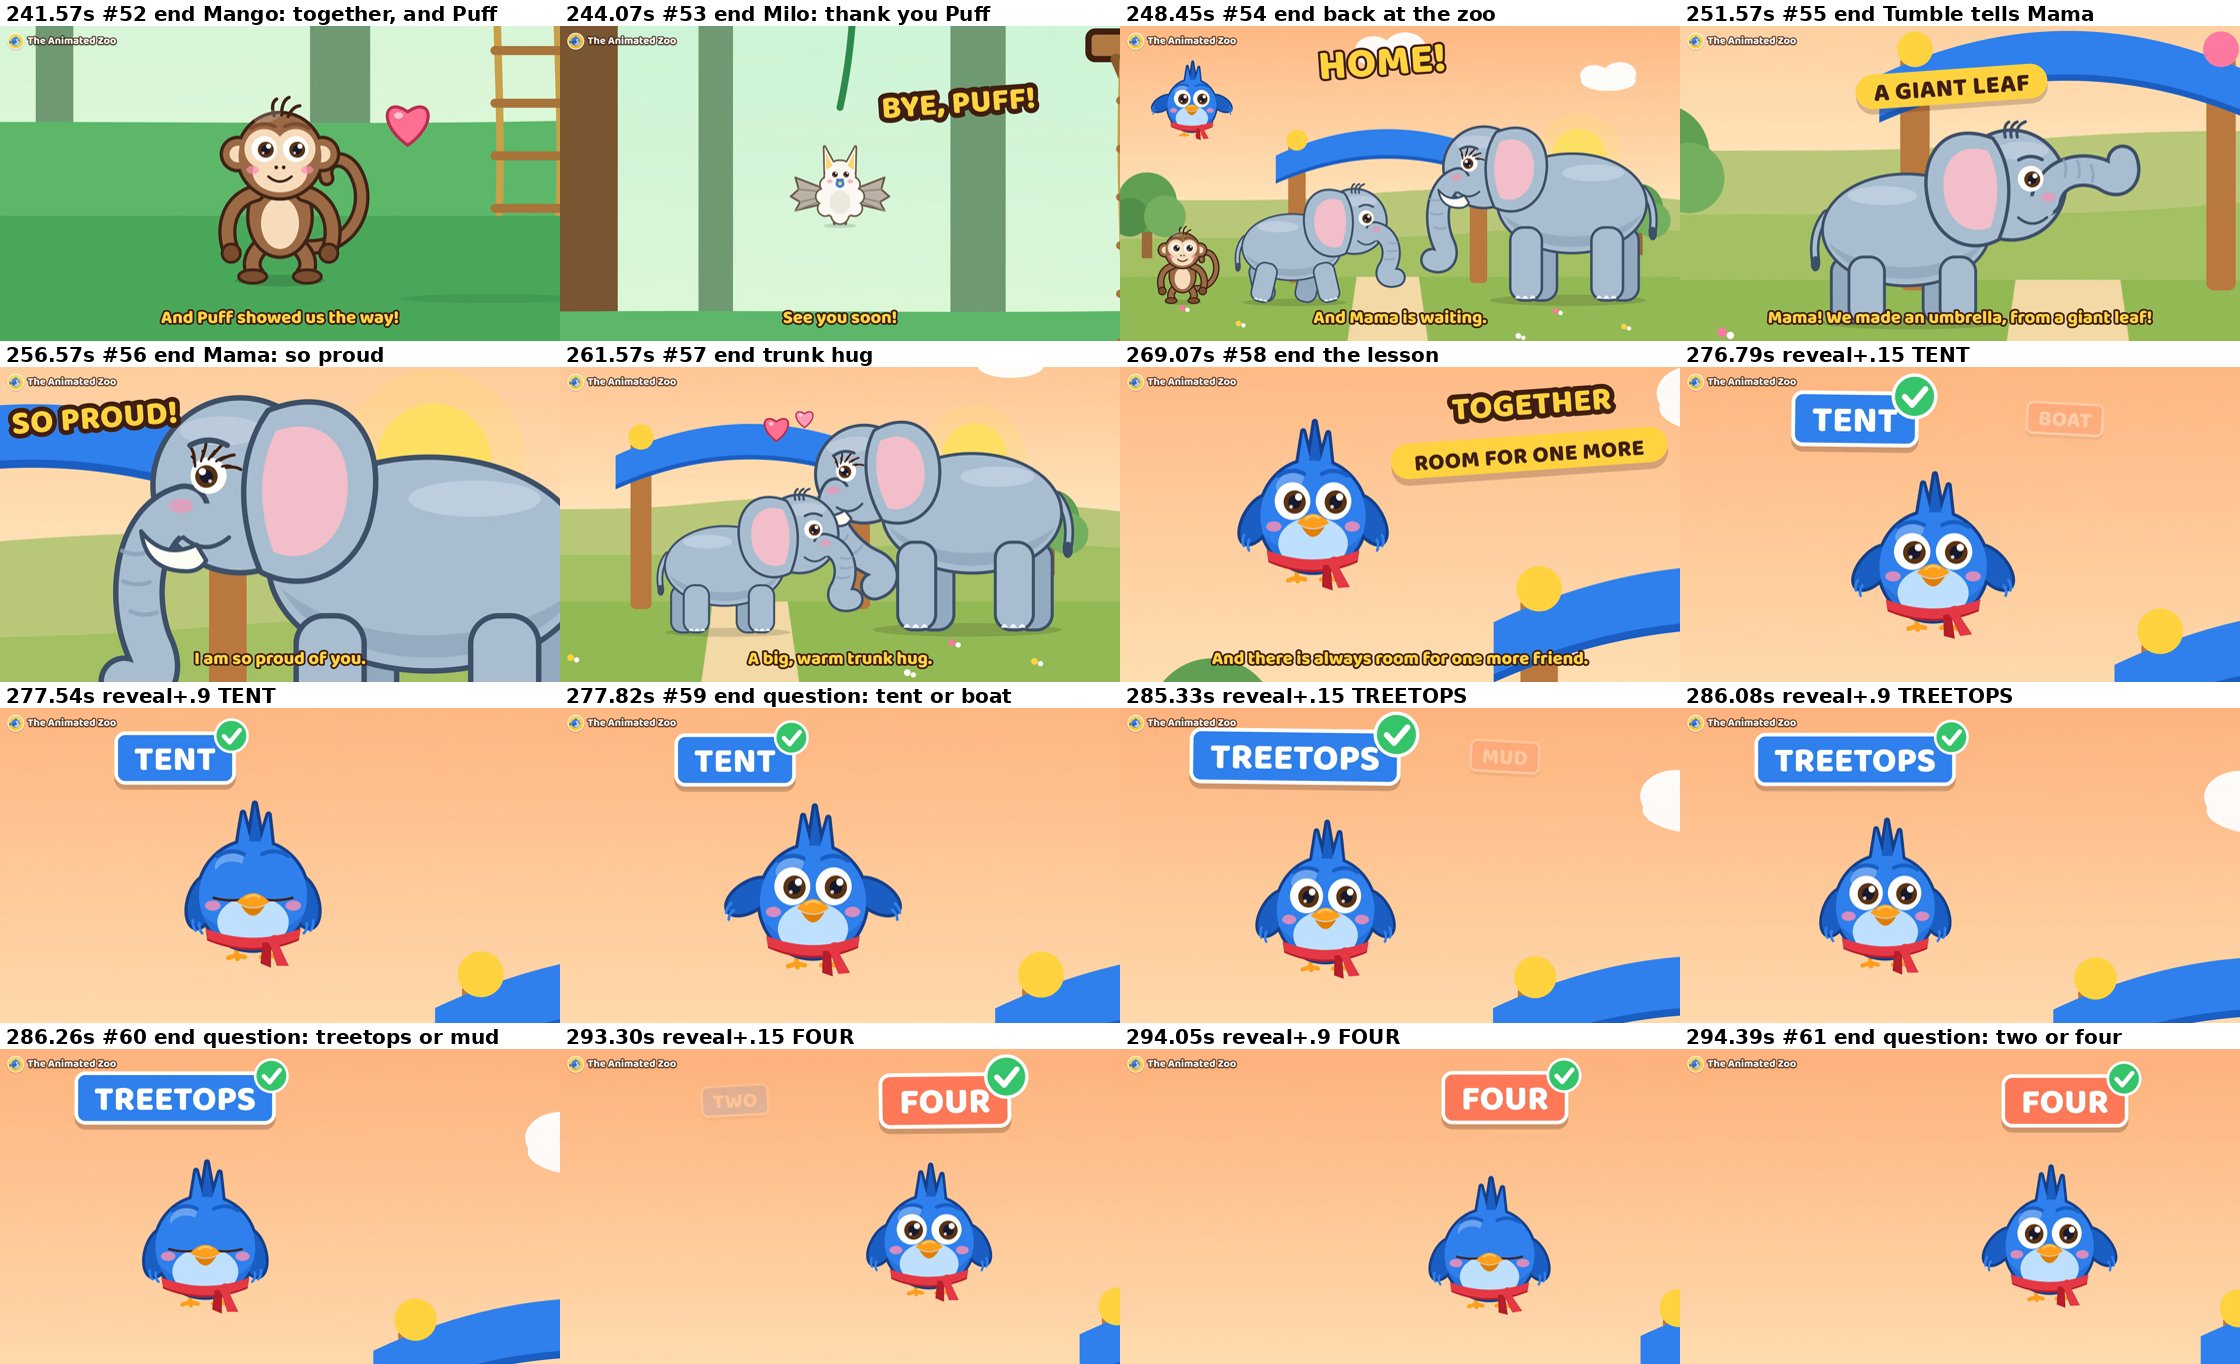 241.57s #52 end Mango: together, and Puff
The Animated Zoo
And Puff showed us the way!
244.07s #53 end Milo: thank you Puff
The Animated Zoo
BYE, PUFF!
See you soon!
248.45s #54 end back at the zoo
The Animated Zoo
HOME!
And Mama is waiting.
251.57s #55 end Tumble tells Mama
The Animated Zoo
A GIANT LEAF
Mama! We made an umbrella, from a giant leaf!
256.57s #56 end Mama: so proud
The Animated Zoo
SO PROUD!
I am so proud of you.
261.57s #57 end trunk hug
The Animated Zoo
A big, warm trunk hug.
269.07s #58 end the lesson
The Animated Zoo
TOGETHER
ROOM FOR ONE MORE
And there is always room for one more friend.
276.79s reveal+.15 TENT
The Animated Zoo
TENT
BOAT
277.54s reveal+.9 TENT
The Animated Zoo
TENT
277.82s #59 end question: tent or boat
The Animated Zoo
TENT
285.33s reveal+.15 TREETOPS
The Animated Zoo
TREETOPS
MUD
286.08s reveal+.9 TREETOPS
The Animated Zoo
TREETOPS
286.26s #60 end question: treetops or mud
The Animated Zoo
TREETOPS
293.30s reveal+.15 FOUR
The Animated Zoo
TWO
FOUR
294.05s reveal+.9 FOUR
The Animated Zoo
FOUR
294.39s #61 end question: two or four
The Animated Zoo
FOUR